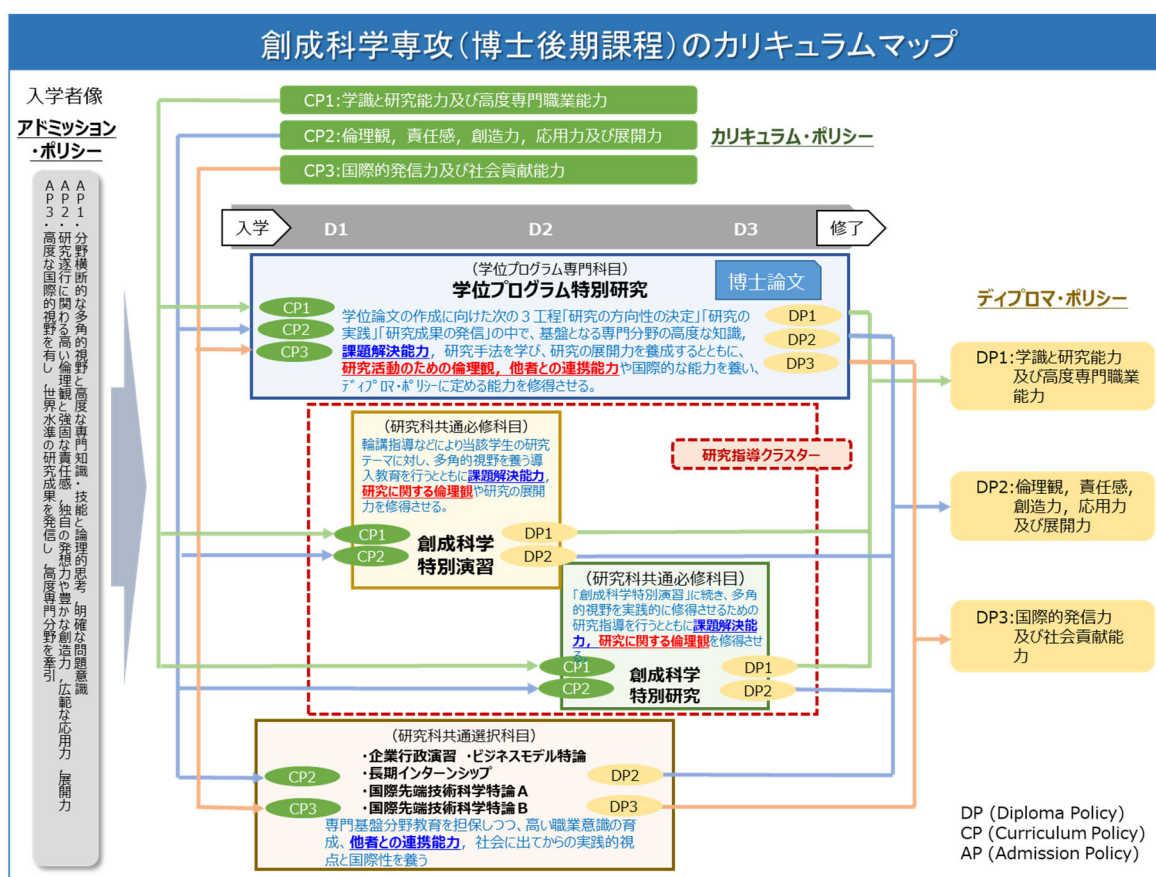 創成科学専攻(博士後期課程)のカリキュラムマップ
入学者像
アドミッション
・ポリシー
AP1・分野横断的な多角的視野と高度な専門知識・技能と論理的思考,明確な問題意識
AP2・研究遂行に関わる高い倫理観と強固な責任感,独自の発想力や豊かな創造力,広範な応用力,展開力
AP3・高度な国際的視野を有し,世界水準の研究成果を発信し,高度専門分野を牽引
CP1:学識と研究能力及び高度専門職業能力
CP2:倫理観,責任感,創造力,応用力及び展開力
CP3:国際的発信力及び社会貢献能力
カリキュラム・ポリシー
入学
D1
D2
D3
修了
(学位プログラム専門科目)
学位プログラム特別研究
博士論文
CP1
CP2
CP3
学位論文の作成に向けた次の3工程「研究の方向性の決定」「研究の
実践」「研究成果の発信」の中で、基盤となる専門分野の高度な知識,
課題解決能力,研究手法を学び、研究の展開力を養成するとともに、
研究活動のための倫理観,他者との連携能力や国際的な能力を養い、
ディプロマ・ポリシーに定める能力を修得させる。
DP1
DP2
DP3
(研究科共通必修科目)
輪講指導などにより当該学生の研究
テーマに対し、多角的視野を養う導
入教育を行うとともに課題解決能力,
研究に関する倫理観や研究の展開
力を修得させる。
CP1
CP2
創成科学
特別演習
DP1
DP2
研究指導クラスター
(研究科共通必修科目)
「創成科学特別演習」に続き、多角
的視野を実践的に修得させるための
研究指導を行うとともに課題解決能
力,研究に関する倫理観を修得させ
る。
CP1
CP2
創成科学
特別研究
DP1
DP2
(研究科共通選択科目)
・企業行政演習 ・ビジネスモデル特論
・長期インターンシップ
・国際先端技術科学特論A
・国際先端技術科学特論B
CP2
CP3
DP2
DP3
専門基盤分野教育を担保しつつ、高い職業意識の育
成、他者との連携能力,社会に出てからの実践的視
点と国際性を養う
ディプロマ・ポリシー
DP1:学識と研究能力
及び高度専門職業
能力
DP2:倫理観,責任感,
創造力,応用力
及び展開力
DP3:国際的発信力
及び社会貢献能
力
DP (Diploma Policy)
CP (Curriculum Policy)
AP (Admission Policy)